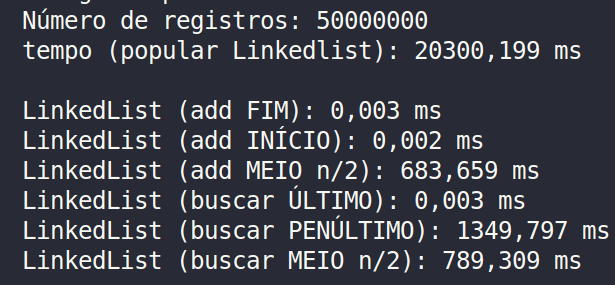 Número de registros: 50000000
tempo (popular Linkedlist): 20300,199 ms
LinkedList (add FIM): 0,003 ms
LinkedList (add INÍCIO): 0,002 ms
LinkedList (add MEIO n/2): 683,659 ms
LinkedList (buscar ÚLTIMO): 0,003 ms
LinkedList (buscar PENÚLTIMO): 1349,797 ms
LinkedList (buscar MEIO n/2): 789,309 ms